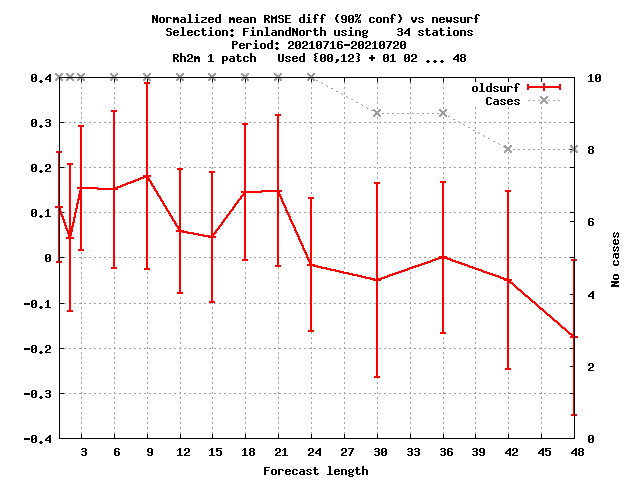 Normalized mean RMSE diff (90% conf) vs newsurf
Selection: FinlandNorth using    34 stations
Period: 20210716-20210720
Rh2m 1 patch   Used {00,12} + 01 02 ... 48
oldsurf
Cases
0.4
0.3
0.2
0.1
0
-0.1
-0.2
-0.3
-0.4
10
8
6
4
2
0
No cases
3 6 9 12 15 18 21 24 27 30 33 36 39 42 45 48
Forecast length